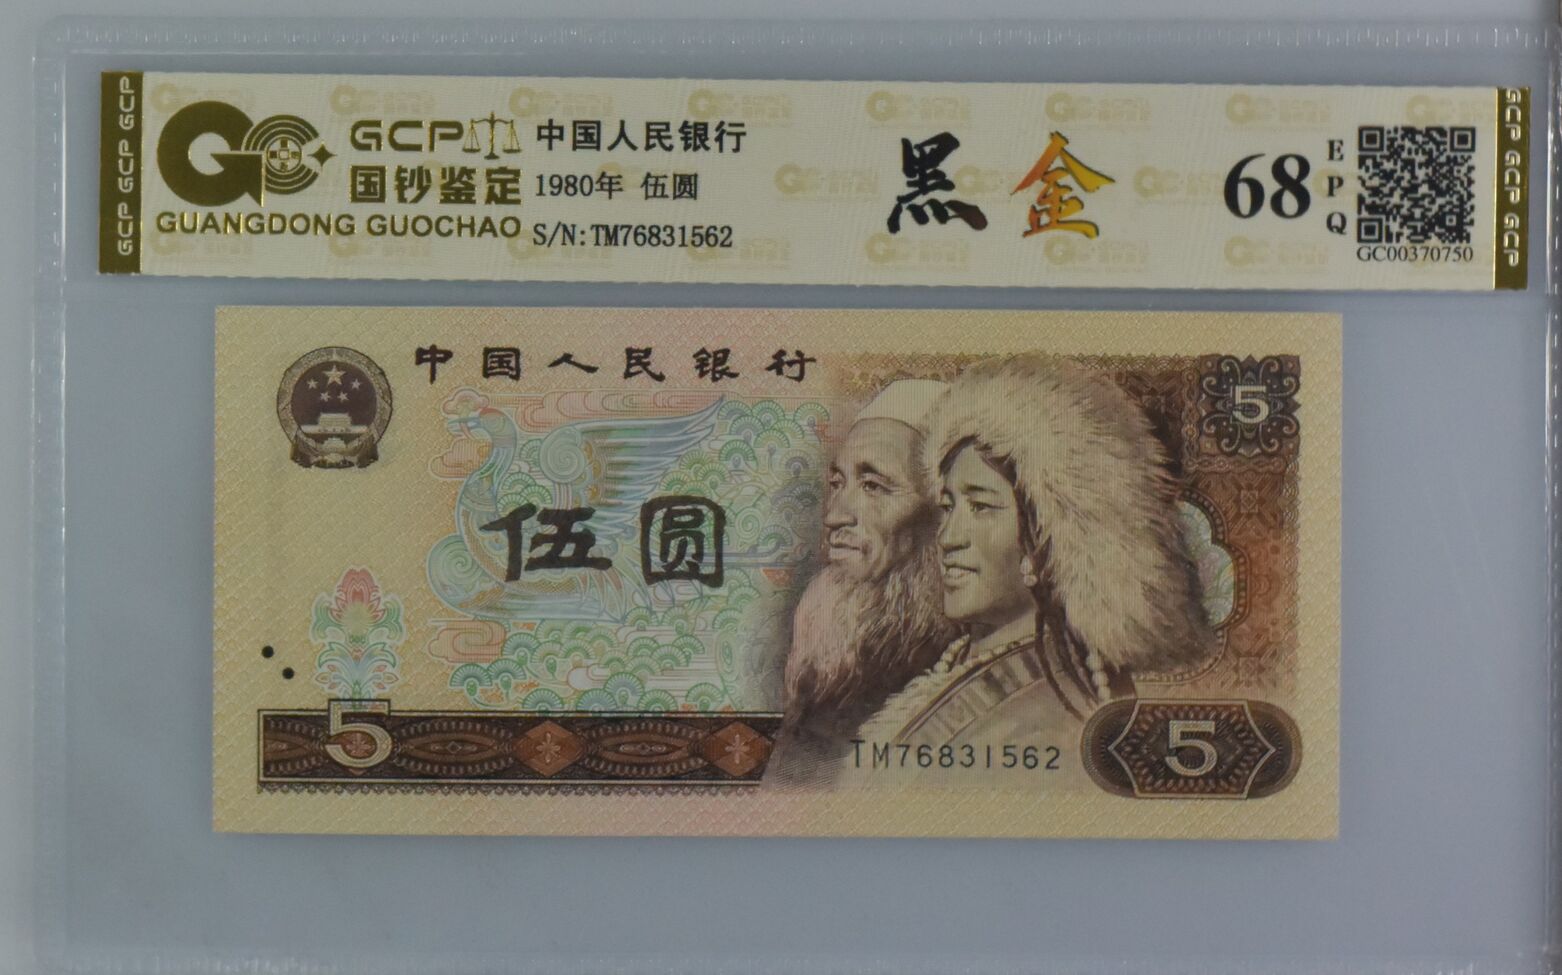 GCP GCP GCP
GCP
国钞鉴定
GUANGDONG GUOCHAO
中国人民银行
1980年 伍圆
S/N:TM76831562
黑金
68
EPQ
GC00370750
GCP GCP GCP
中国人民银行
5
伍圆
5
TM76831562
5